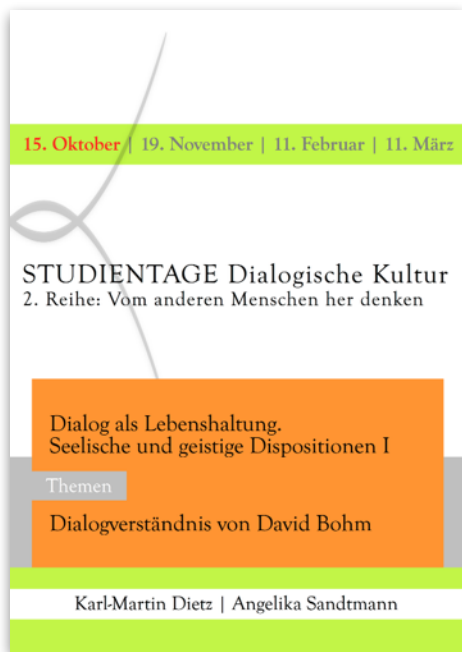 15. Oktober | 19. November | 11. Februar | 11. März
STUDIENTAGE Dialogische Kultur
2. Reihe: Vom anderen Menschen her denken
Dialog als Lebenshaltung.
Seelische und geistige Dispositionen I
Themen
Dialogverständnis von David Bohm
Karl-Martin Dietz | Angelika Sandtmann